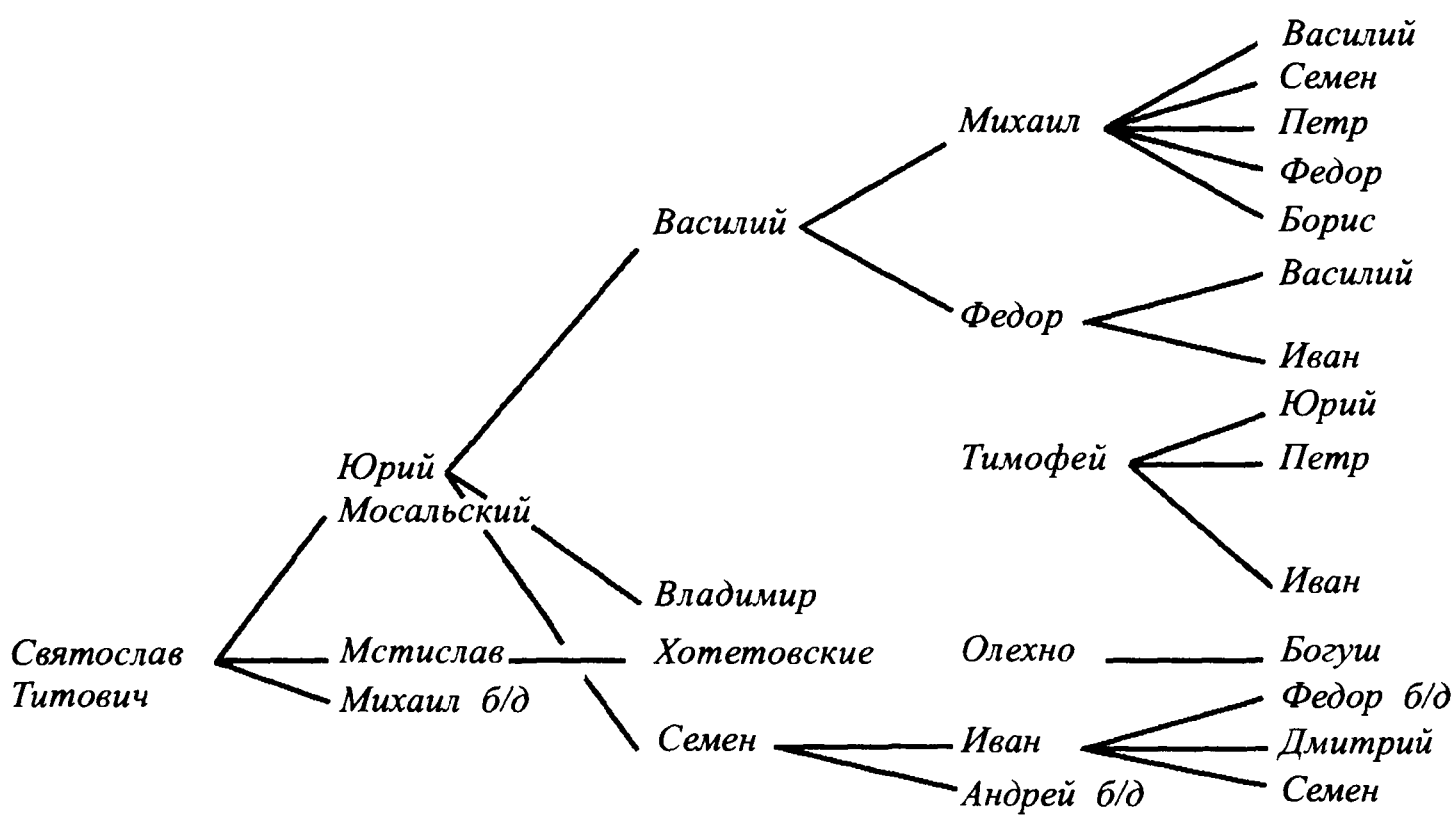 Василий
Семен
Михаил
Петр
Федор
Василий
Борис
Василий
Федор
Иван
Юрий
Юрий
Тимофей
Петр
Мосальский
Иван
Владимир
Святослав
Титович
Мстислав
Хотетовские
Олехно
Богуш
Михаил б/д
Федор б/д
Семен
Иван
Дмитрий
Андрей б/д
Семен